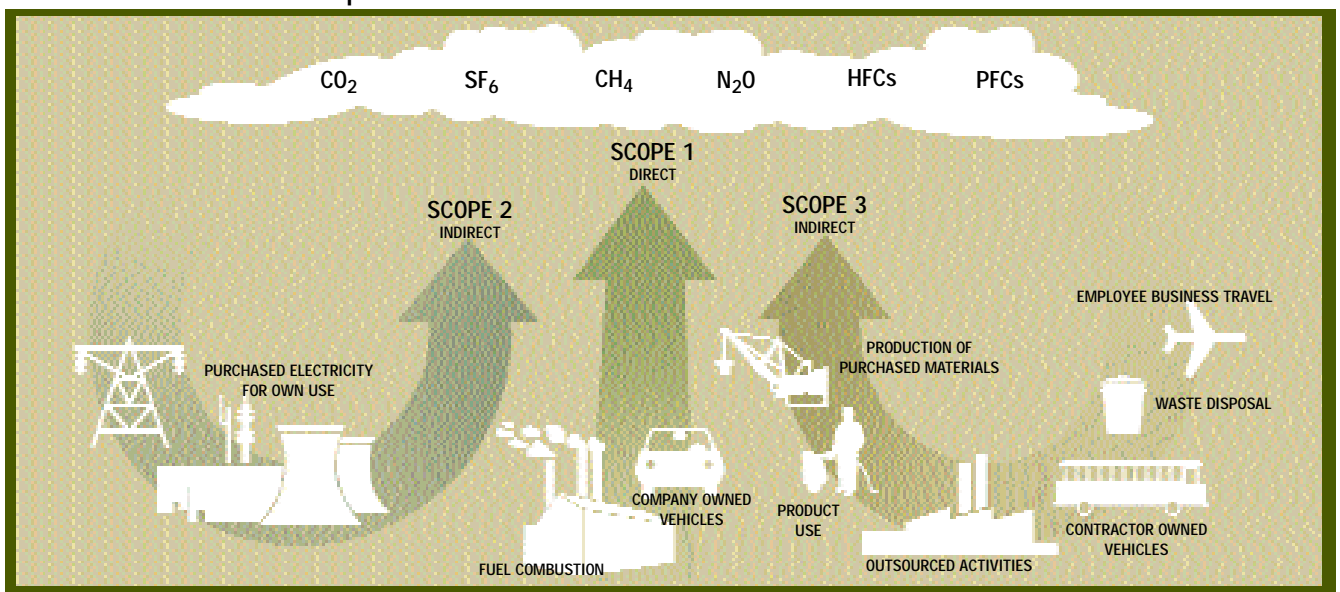 CO2 SF6 CH4 N2O HFCs PFCs
SCOPE 1
DIRECT
SCOPE 2
INDIRECT
SCOPE 3
INDIRECT
EMPLOYEE BUSINESS TRAVEL
PURCHASED ELECTRICITY
FOR OWN USE
PRODUCTION OF
PURCHASED MATERIALS
WASTE DISPOSAL
COMPANY OWNED
VEHICLES
PRODUCT
USE
CONTRACTOR OWNED
VEHICLES
FUEL COMBUSTION
OUTSOURCED ACTIVITIES